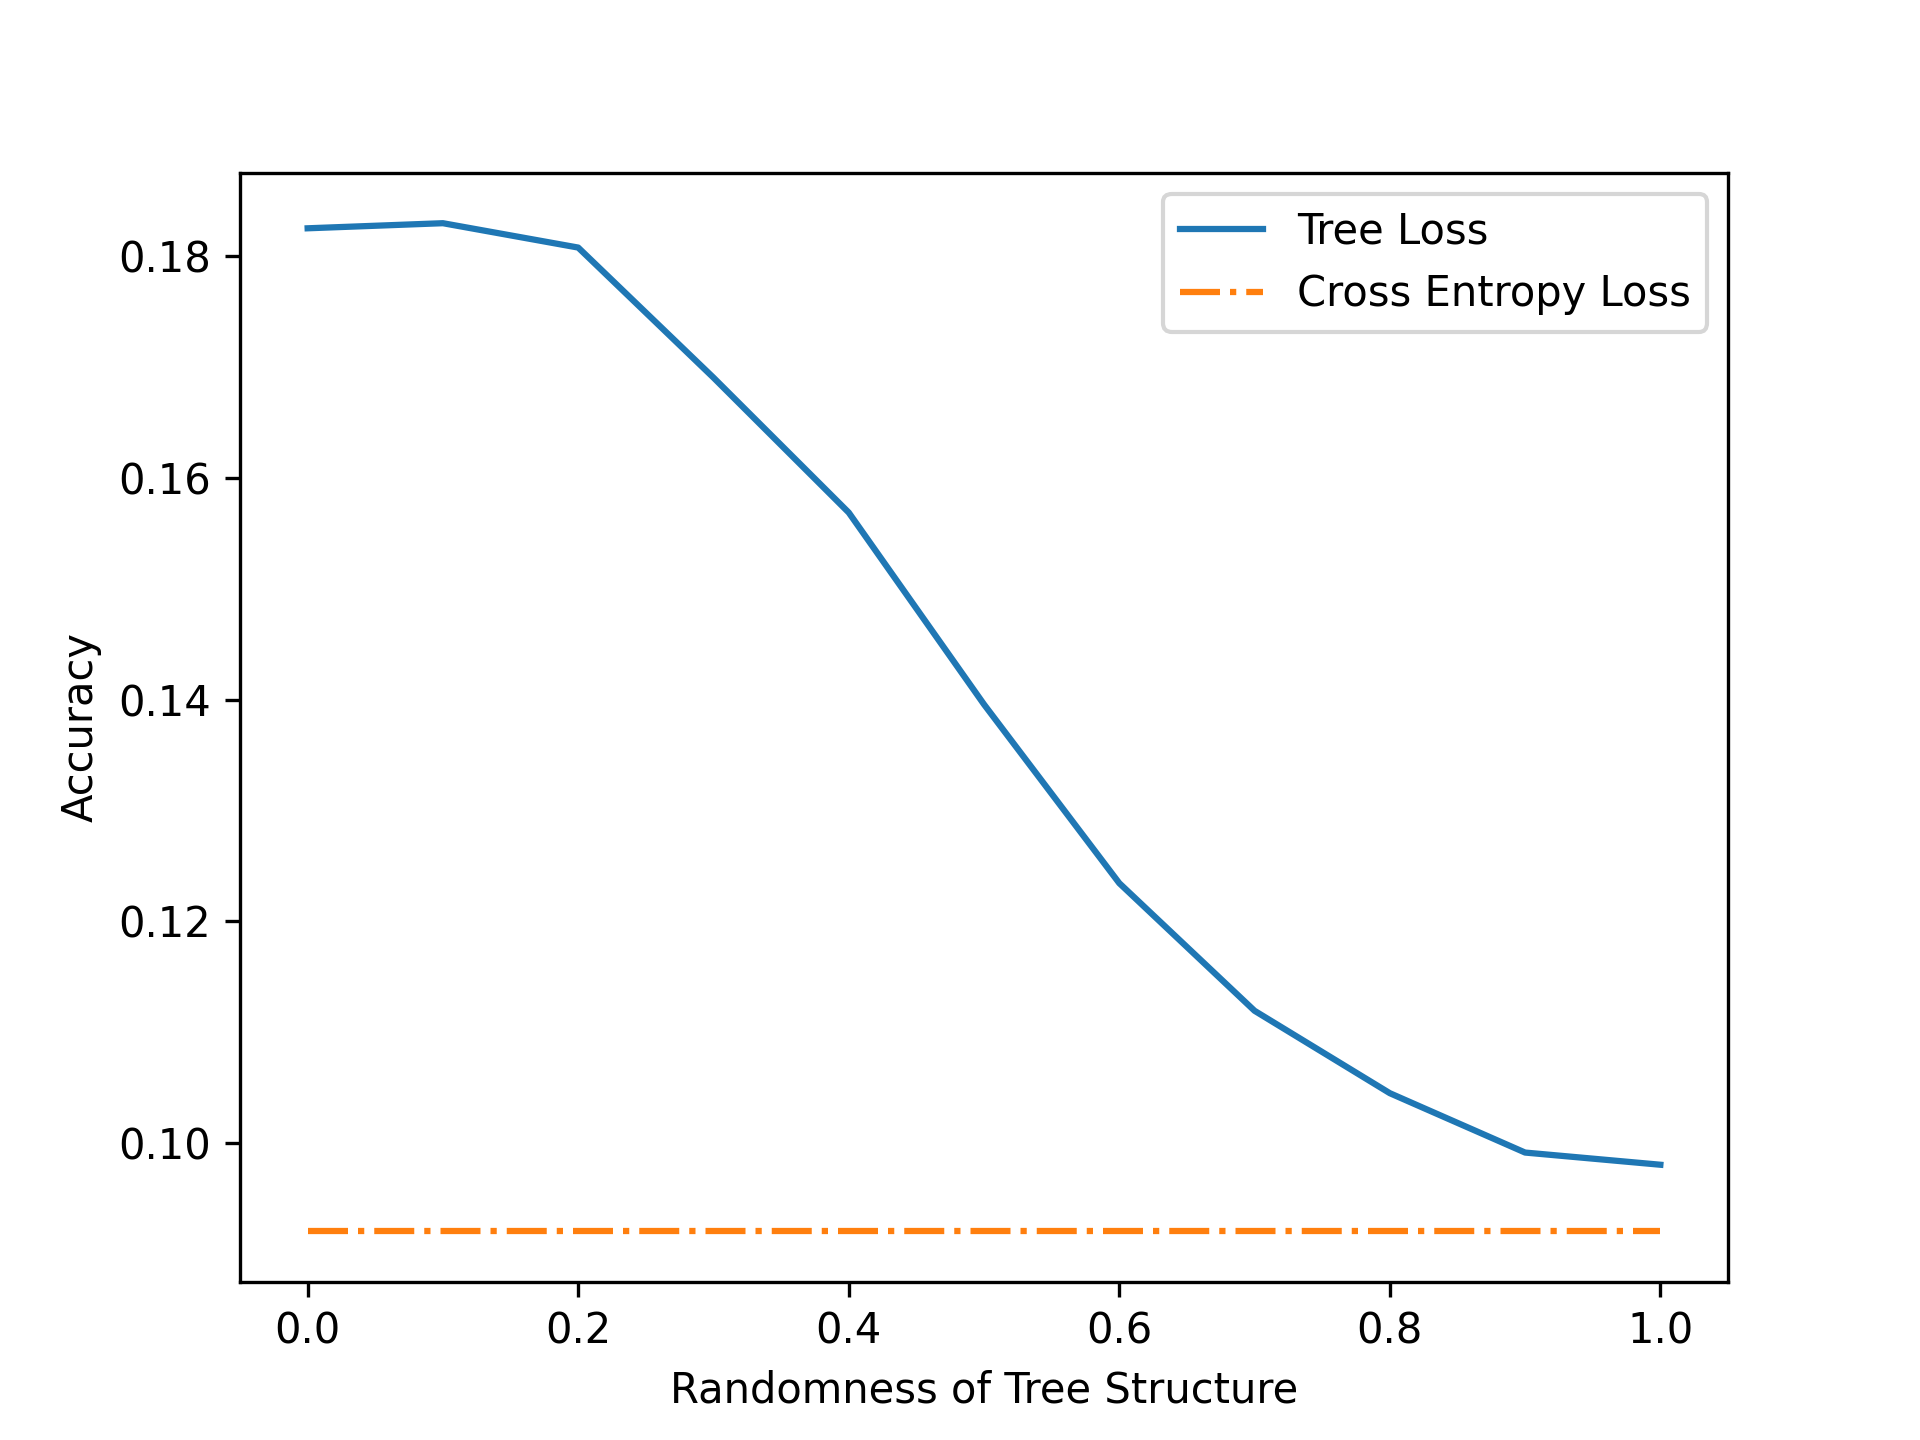 Tree Loss
Cross Entropy Loss
0.18
0.16
0.14
0.12
0.10
Accuracy
0.0 0.2 0.4 0.6 0.8 1.0
Randomness of Tree Structure